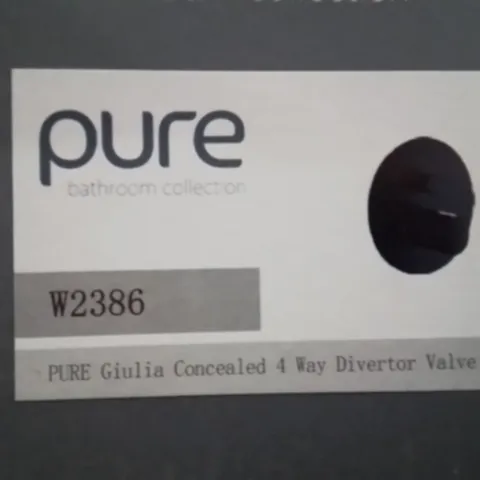 pure
bathroom collection
W2386
PURE Giulia Concealed 4 Way Divertor Valve